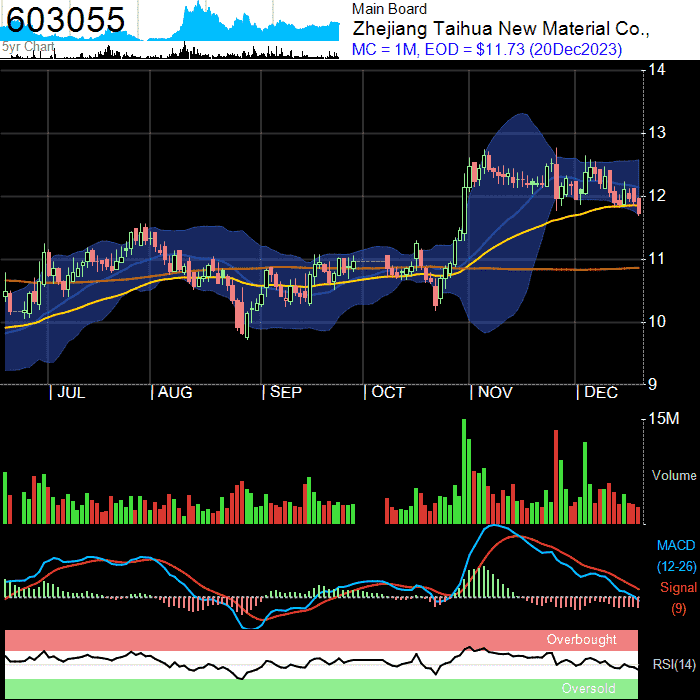 603055
5yr Chart
Main Board
Zhejiang Taihua New Material Co.,
MC = 1M, EOD = $11.73 (20Dec2023)
14
13
12
11
10
9
| JUL | AUG | SEP | OCT | NOV | DEC
15M
Volume
MACD
(12-26)
Signal
(9)
Overbought
RSI(14)
Oversold